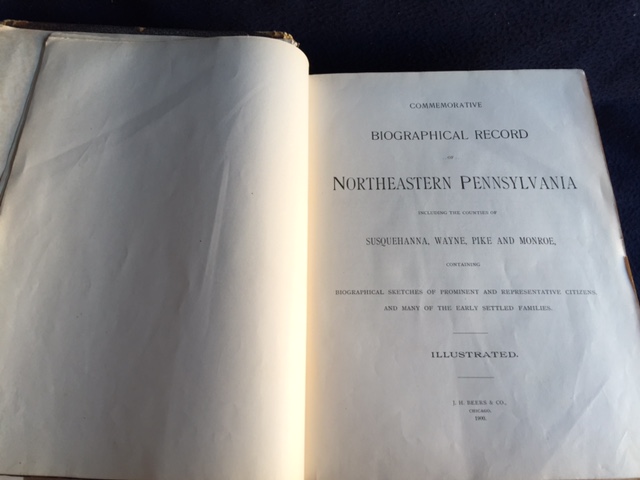 COMMEMORATIVE
BIOGRAPHICAL RECORD
OF
NORTHEASTERN PENNSYLVANIA
INCLUDING THE COUNTIES OF
SUSQUEHANNA, WAYNE, PIKE AND MONROE,
CONTAINING
BIOGRAPHICAL SKETCHES OF PROMINENT AND REPRESENTATIVE CITIZENS,
AND MANY OF THE EARLY SETTLED FAMILIES.
ILLUSTRATED.
J. H. BEERS & CO.,
CHICAGO,
1900.